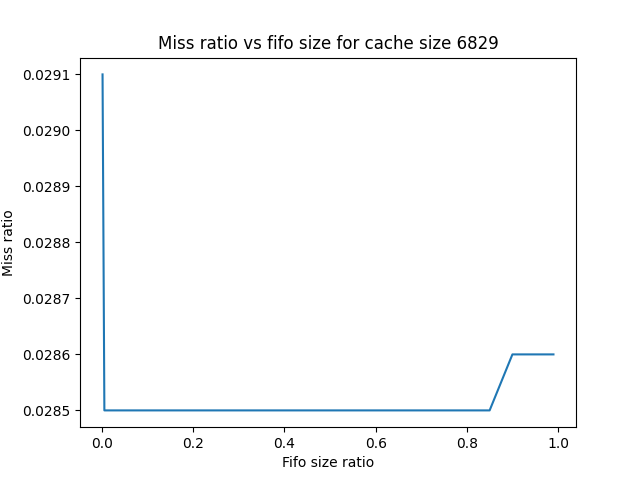 Miss ratio vs fifo size for cache size 6829
0.0291
0.0290
0.0289
0.0288
0.0287
0.0286
0.0285
Miss ratio
0.0 0.2 0.4 0.6 0.8 1.0
Fifo size ratio